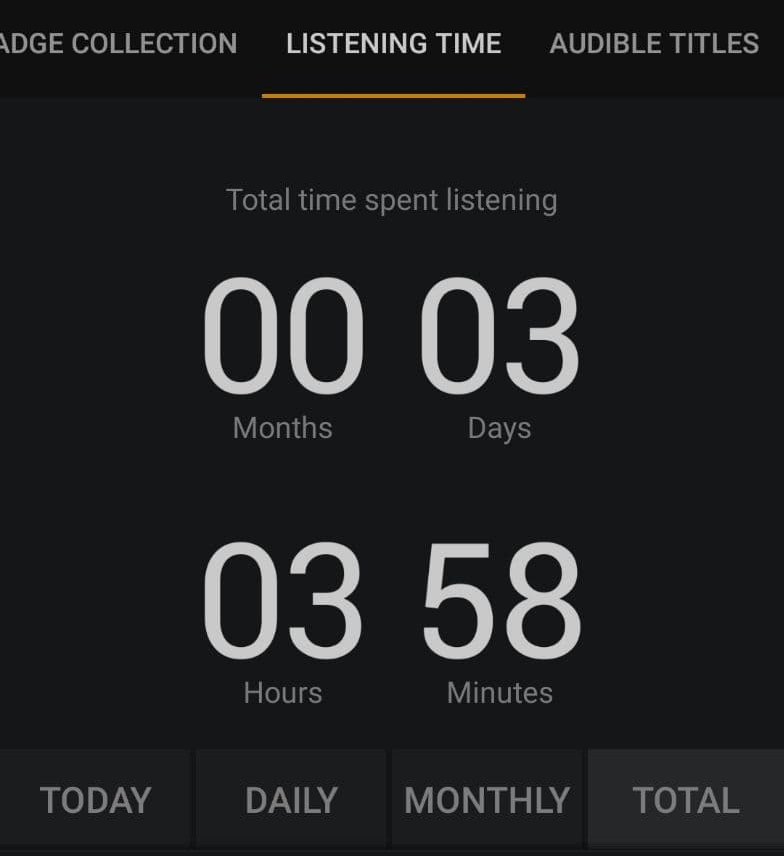 ADGE COLLECTION LISTENING TIME AUDIBLE TITLES
Total time spent listening
00 03
Months Days
03 58
Hours Minutes
TODAY DAILY MONTHLY TOTAL